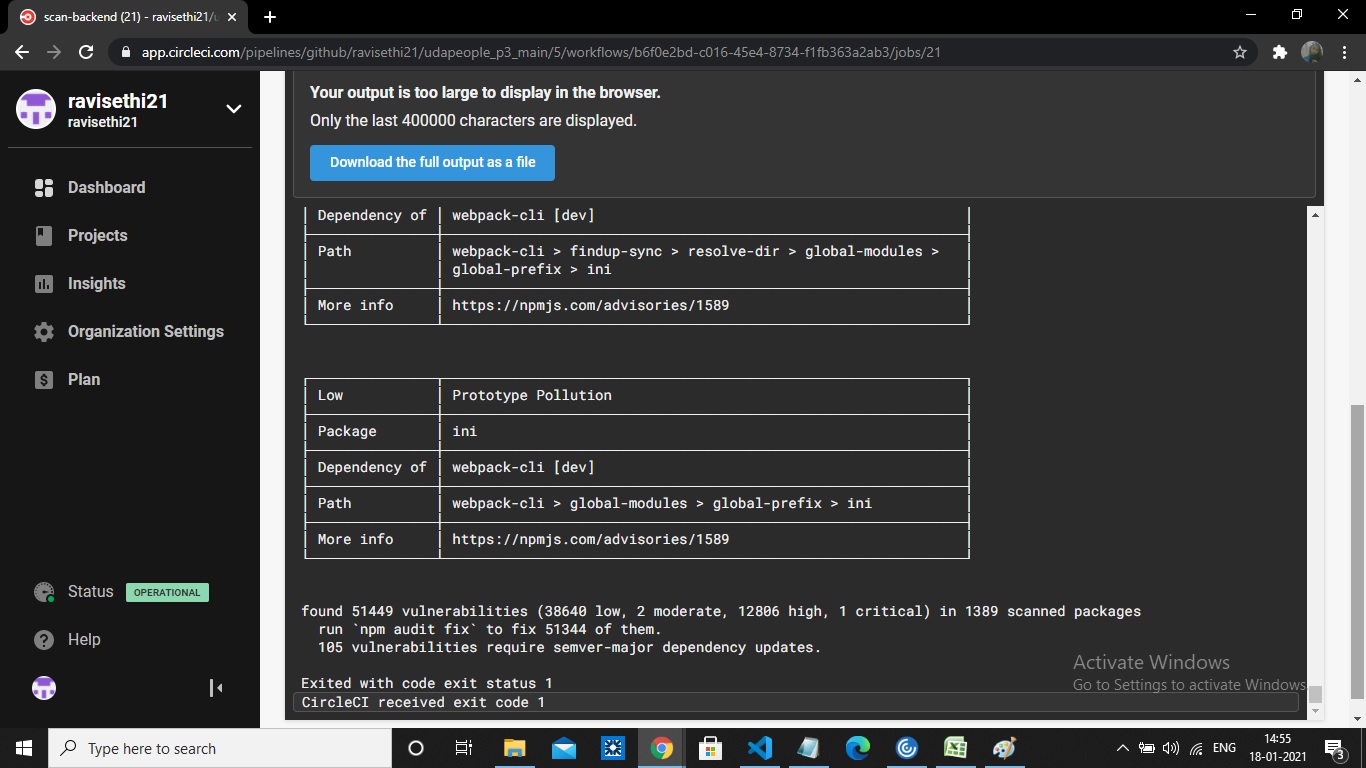 scan-backend (21) - ravisethi21/u
app.circleci.com/pipelines/github/ravisethi21/udapeople_p3_main/5/workflows/b6f0e2bd-c016-45e4-8734-f1fb363a2ab3/jobs/21
ravisethi21
ravisethi21
Dashboard
Projects
Insights
Organization Settings
Plan
Status OPERATIONAL
Help
Your output is too large to display in the browser.
Only the last 400000 characters are displayed.
Download the full output as a file
Dependency of webpack-cli [dev]
Path webpack-cli > findup-sync > resolve-dir > global-modules >
global-prefix > ini
More info https://npmjs.com/advisories/1589
Low Prototype Pollution
Package ini
Dependency of webpack-cli [dev]
Path webpack-cli > global-modules > global-prefix > ini
More info https://npmjs.com/advisories/1589
found 51449 vulnerabilities (38640 low, 2 moderate, 12806 high, 1 critical) in 1389 scanned packages
run `npm audit fix` to fix 51344 of them.
105 vulnerabilities require semver-major dependency updates.
Exited with code exit status 1
CircleCI received exit code 1
Activate Windows
Go to Settings to activate Windows
Type here to search
ENG
14:55
18-01-2021
3